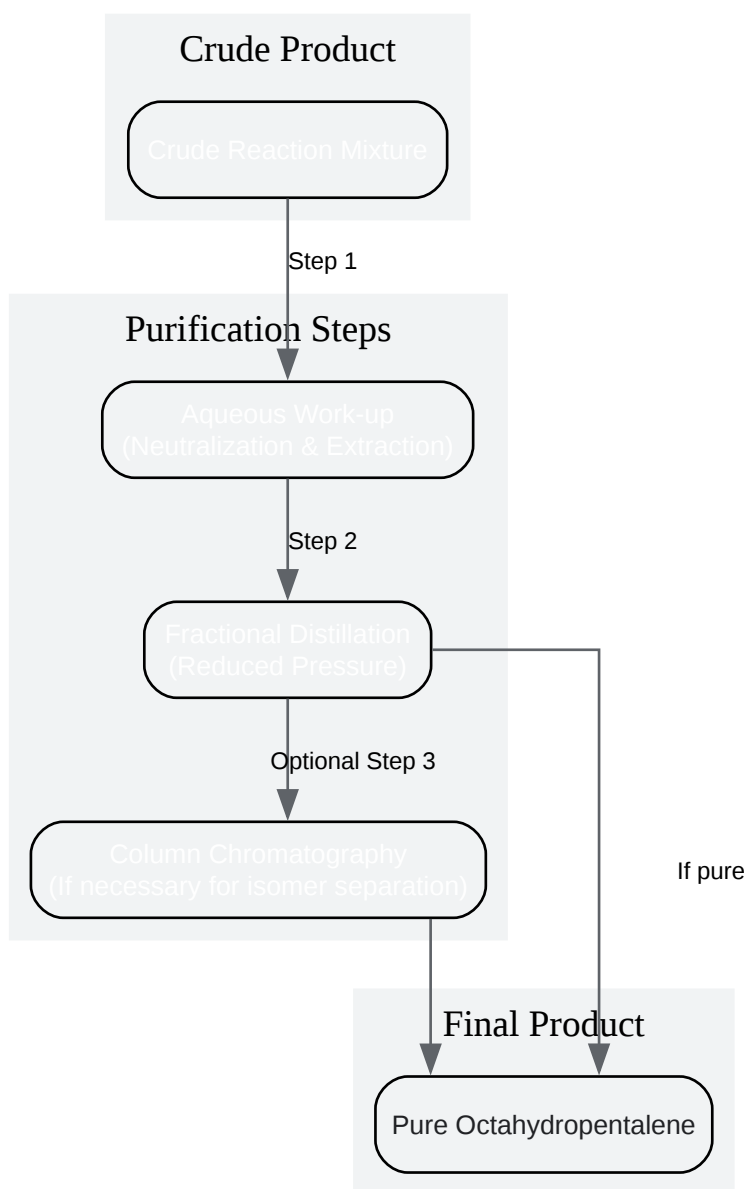 Crude Product
Crude Reaction Mixture
Step 1
Purification Steps
Aqueous Work-up
(Neutralization & Extraction)
Step 2
Fractional Distillation
(Reduced Pressure)
Optional Step 3
Column Chromatography
(If necessary for isomer separation)
If pure
Final Product
Pure Octahydropentalene